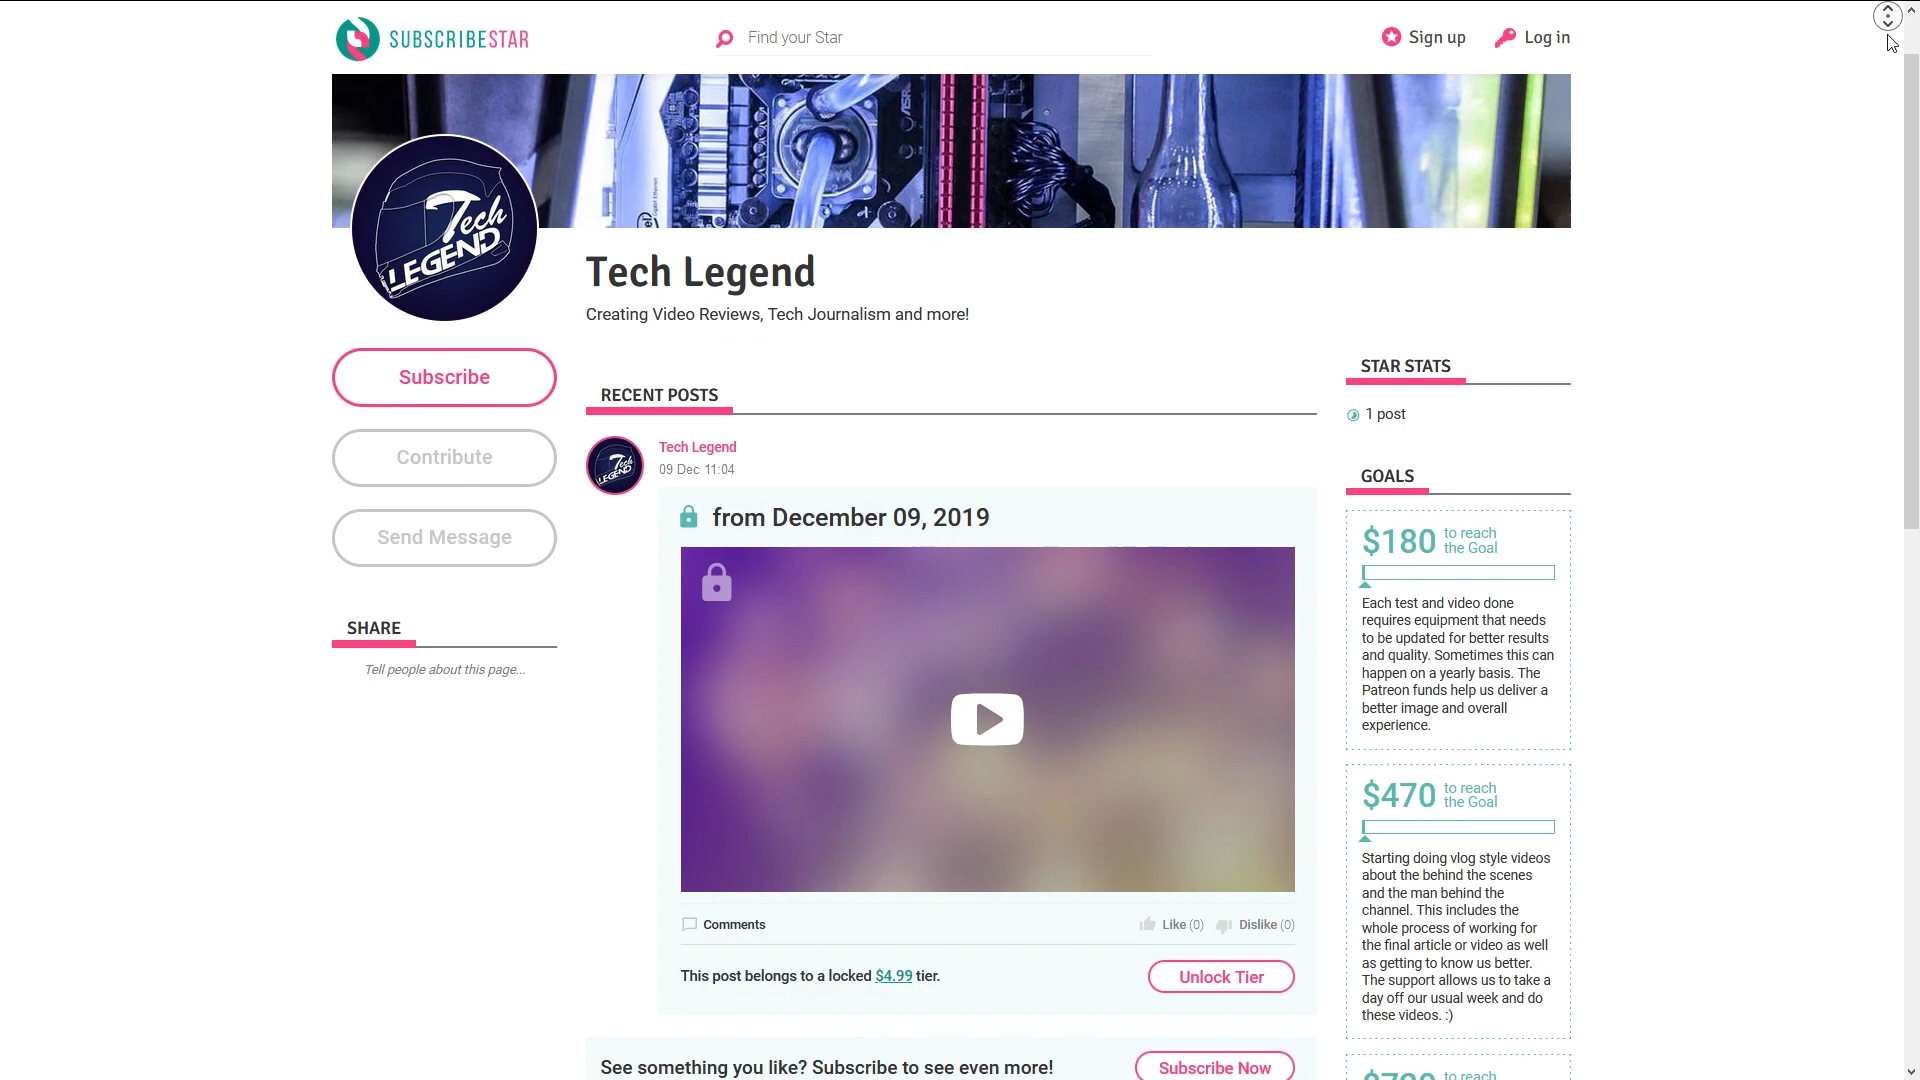 SUBSCRIBESTAR
Find your Star
Sign up
Log in
Tech
LEGEND
Tech Legend
Creating Video Reviews, Tech Journalism and more!
Subscribe
Contribute
Send Message
SHARE
Tell people about this page...
RECENT POSTS
Tech
LEGEND
Tech Legend
09 Dec 11:04
from December 09, 2019
Comments
Like (0)
Dislike (0)
This post belongs to a locked $4.99 tier.
Unlock Tier
See something you like? Subscribe to see even more!
Subscribe Now
STAR STATS
1 post
GOALS
$180 to reach
the Goal
Each test and video done
requires equipment that needs
to be updated for better results
and quality. Sometimes this can
happen on a yearly basis. The
Patreon funds help us deliver a
better image and overall
experience.
$470 to reach
the Goal
Starting doing vlog style videos
about the behind the scenes
and the man behind the
channel. This includes the
whole process of working for
the final article or video as well
as getting to know us better.
The support allows us to take a
day off our usual week and do
these videos. :)
to reach